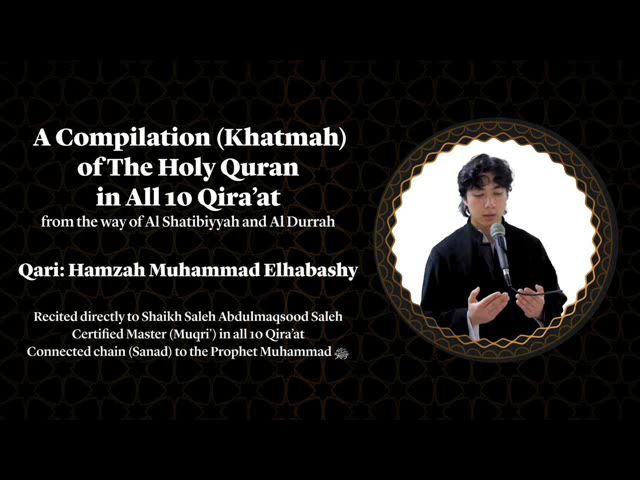 A Compilation (Khatmah)
of The Holy Quran
in All 10 Qira'at
from the way of Al Shatibiyyah and Al Durrah
Qari: Hamzah Muhammad Elhabashy
Recited directly to Shaikh Saleh Abdulmaqsood Saleh
Certified Master (Muqri') in all 10 Qira'at
Connected chain (Sanad) to the Prophet Muhammad ﷺ